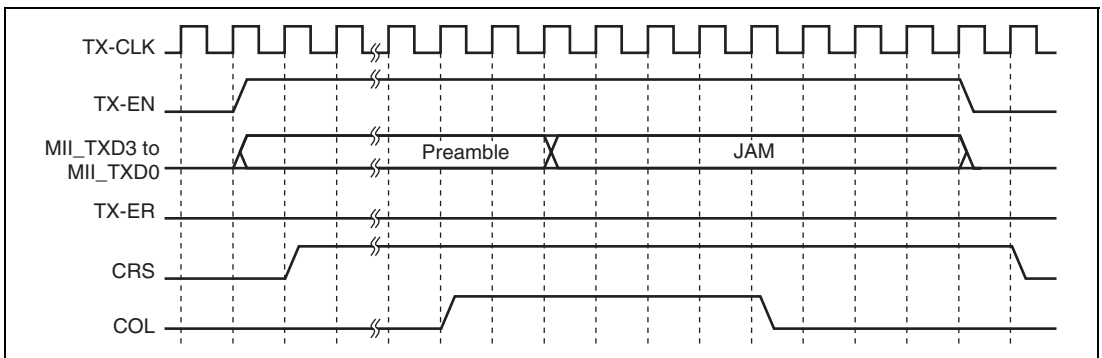 TX-CLK
TX-EN
MII_TXD3 to
MII_TXD0
Preamble
JAM
TX-ER
CRS
COL